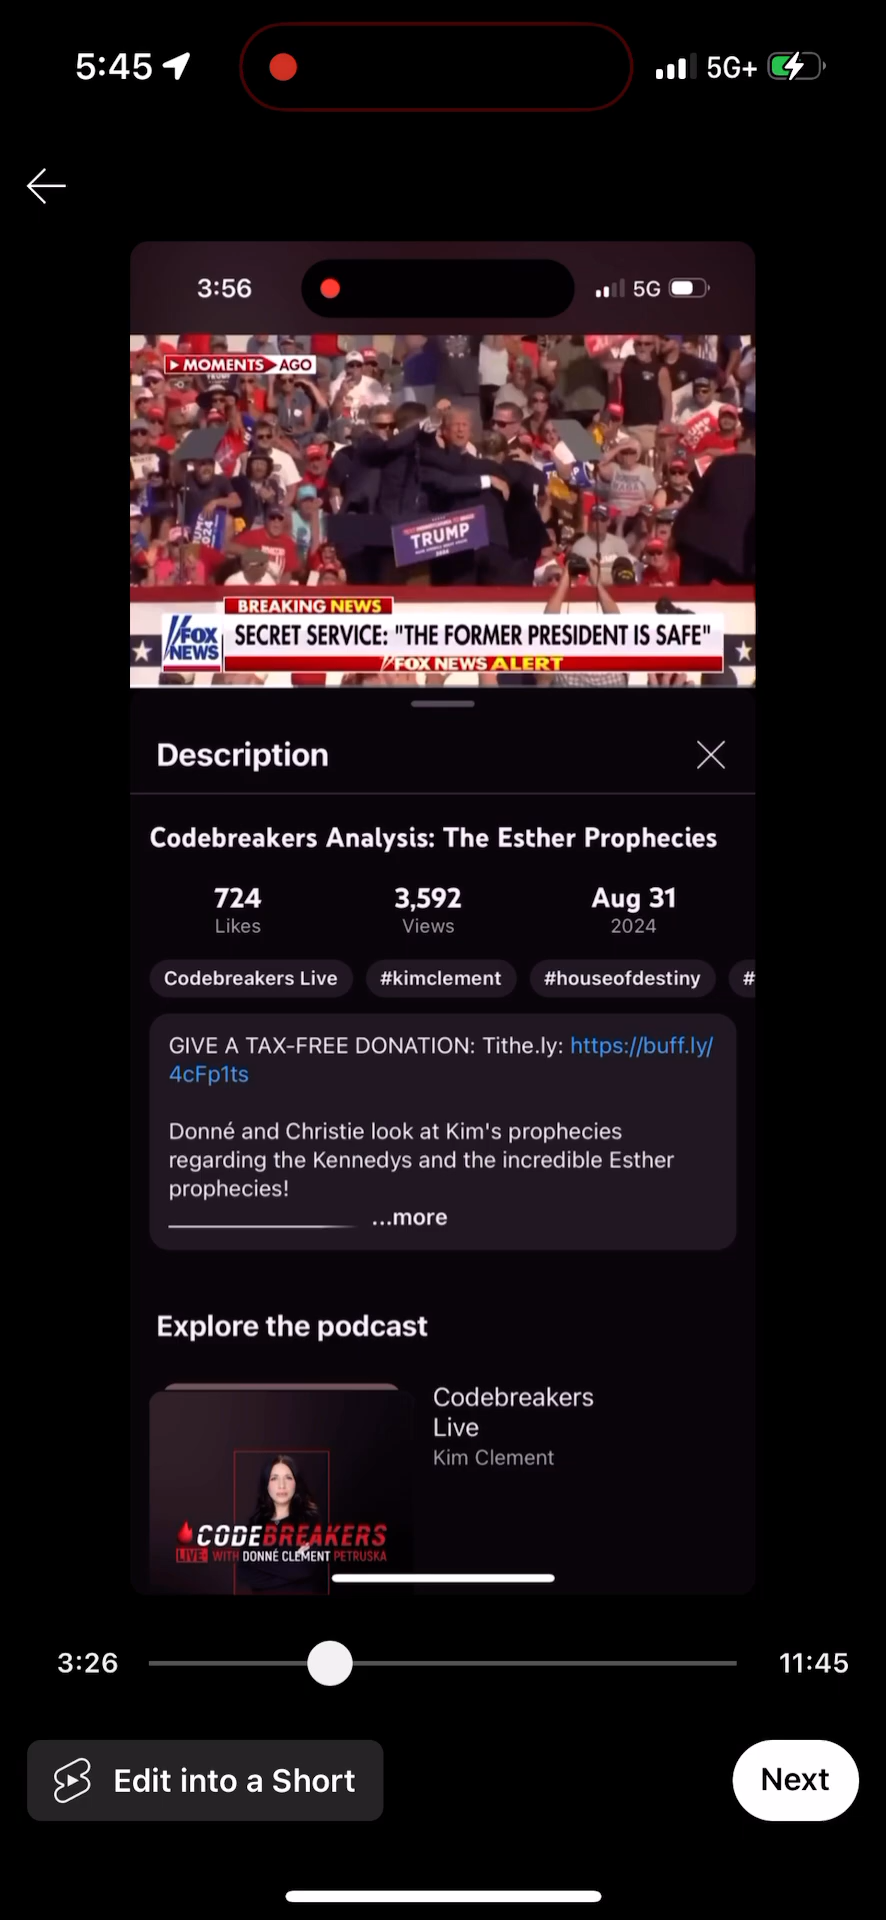 5:45
5G+
3:56
5G
MOMENTS AGO
TRUMP
BREAKING NEWS
FOX NEWS
SECRET SERVICE: "THE FORMER PRESIDENT IS SAFE"
FOX NEWS ALERT
Description
Codebreakers Analysis: The Esther Prophecies
724 3,592 Aug 31
Likes Views 2024
Codebreakers Live #kimclement #houseofdestiny #
GIVE A TAX-FREE DONATION: Tithe.ly: https://buff.ly/
4cFp1ts
Donné and Christie look at Kim's prophecies
regarding the Kennedys and the incredible Esther
prophecies!
...more
Explore the podcast
Codebreakers
Live
Kim Clement
CODEBREAKERS
LIVE WITH DONNÉ CLEMENT PETRUSKA
3:26 11:45
Edit into a Short
Next